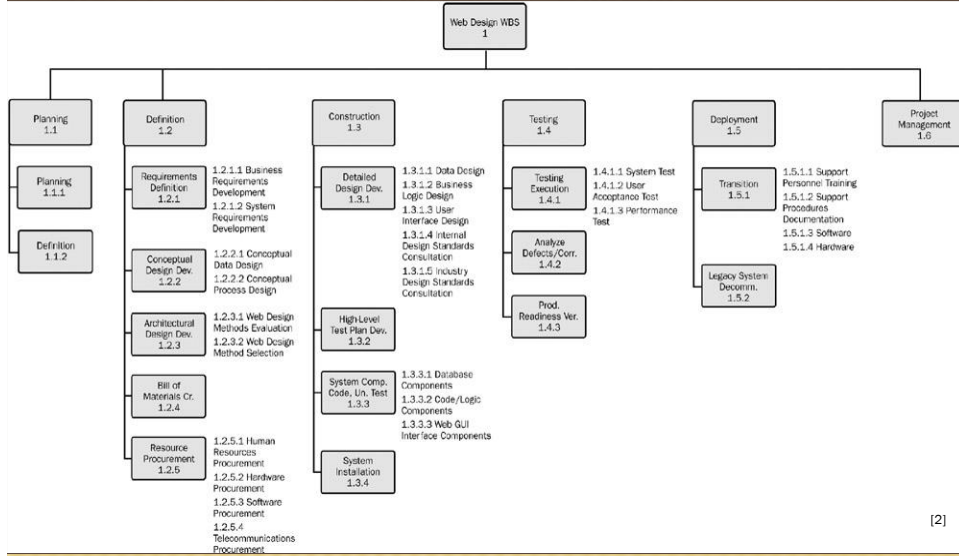 Web Design WBS
1
Planning
1.1
Planning
1.1.1
Definition
1.1.2
Definition
1.2
Requirements
Definition
1.2.1
1.2.1.1 Business
Requirements
Development
1.2.1.2 System
Requirements
Development
Conceptual
Design Dev.
1.2.2
1.2.2.1 Conceptual
Data Design
1.2.2.2 Conceptual
Process Design
Architectural
Design Dev.
1.2.3
1.2.3.1 Web Design
Methods Evaluation
1.2.3.2 Web Design
Method Selection
Bill of
Materials Cr.
1.2.4
Resource
Procurement
1.2.5
1.2.5.1 Human
Resources
Procurement
1.2.5.2 Hardware
Procurement
1.2.5.3 Software
Procurement
1.2.5.4
Telecommunications
Procurement
Construction
1.3
Detailed
Design Dev.
1.3.1
1.3.1.1 Data Design
1.3.1.2 Business
Logic Design
1.3.1.3 User
Interface Design
1.3.1.4 Internal
Design Standards
Consultation
1.3.1.5 Industry
Design Standards
Consultation
High-Level
Test Plan Dev.
1.3.2
System Comp.
Code, Un. Test
1.3.3
1.3.3.1 Database
Components
1.3.3.2 Code/Logic
Components
1.3.3.3 Web GUI
Interface Components
System
Installation
1.3.4
Testing
1.4
Testing
Execution
1.4.1
1.4.1.1 System Test
1.4.1.2 User
Acceptance Test
1.4.1.3 Performance
Test
Analyze
Defects/Corr.
1.4.2
Prod.
Readiness Ver.
1.4.3
Deployment
1.5
Transition
1.5.1
1.5.1.1 Support
Personnel Training
1.5.1.2 Support
Procedures
Documentation
1.5.1.3 Software
1.5.1.4 Hardware
Legacy System
Decomm.
1.5.2
Project
Management
1.6
[2]